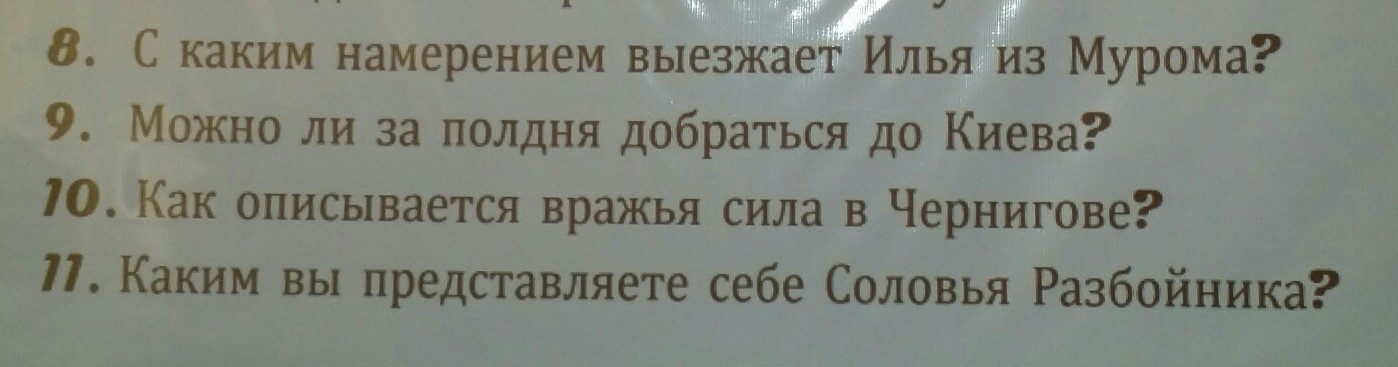 8. С каким намерением выезжает Илья из Мурома?
9. Можно ли за полдня добраться до Киева?
10. Как описывается вражья сила в Чернигове?
11. Каким вы представляете себе Соловья Разбойника?